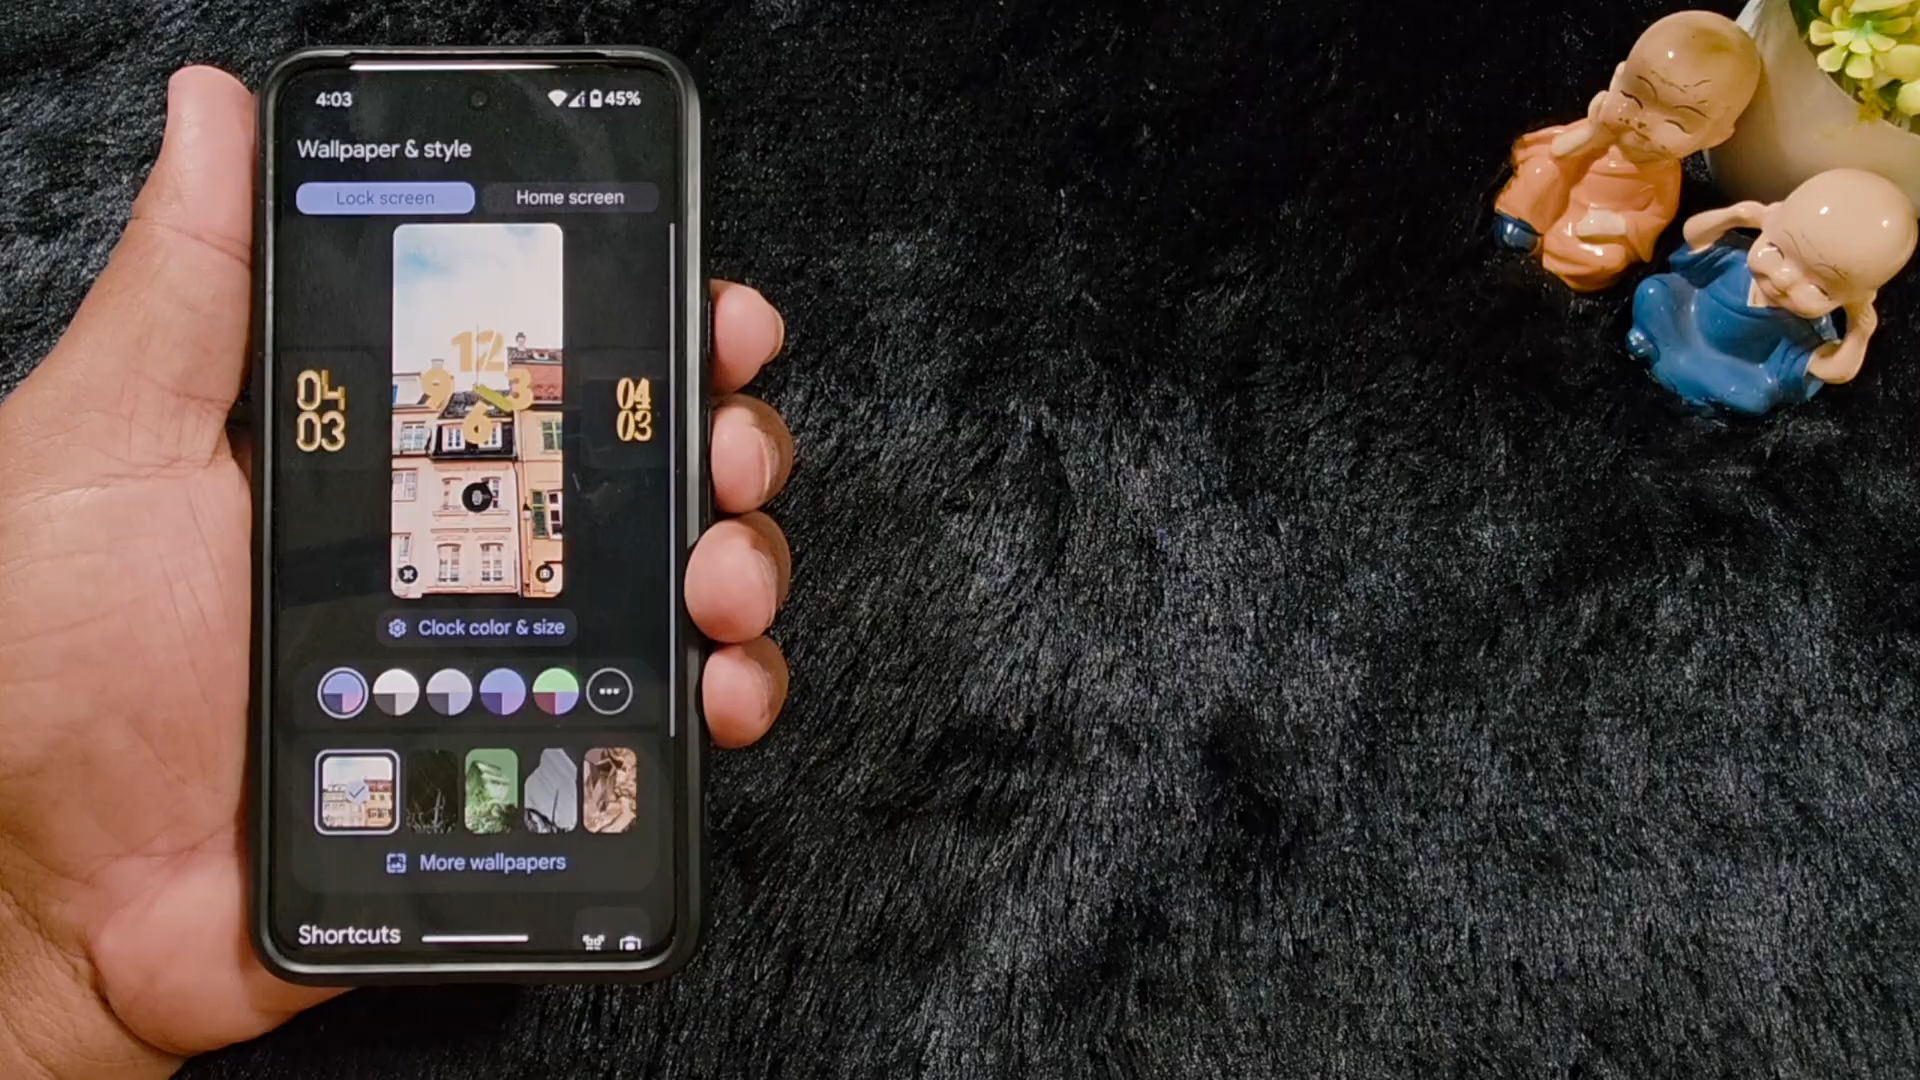 4:03 45%
Wallpaper & style
Lock screen Home screen
12
9 3
6
04
03
04
03
Clock color & size
More wallpapers
Shortcuts